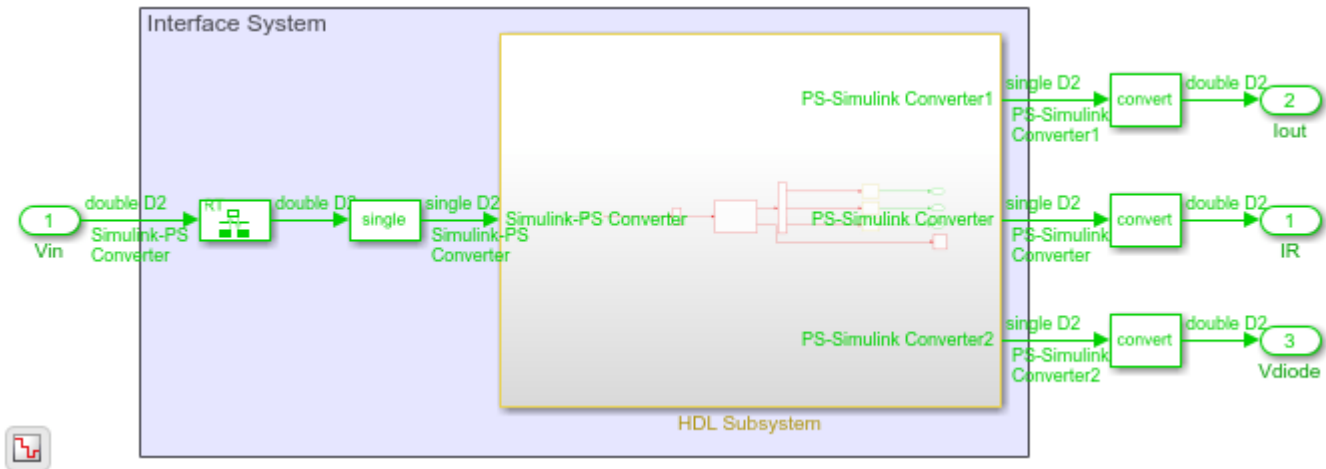 Interface System
1
Vin
double D2
Simulink-PS
Converter
RT
double D2
single
single D2
Simulink-PS
Converter
Simulink-PS Converter
PS-Simulink Converter1
PS-Simulink Converter
PS-Simulink Converter2
HDL Subsystem
single D2
PS-Simulink
Converter1
convert
double D2
2
Iout
single D2
PS-Simulink
Converter
convert
double D2
1
IR
single D2
PS-Simulink
Converter2
convert
double D2
3
Vdiode